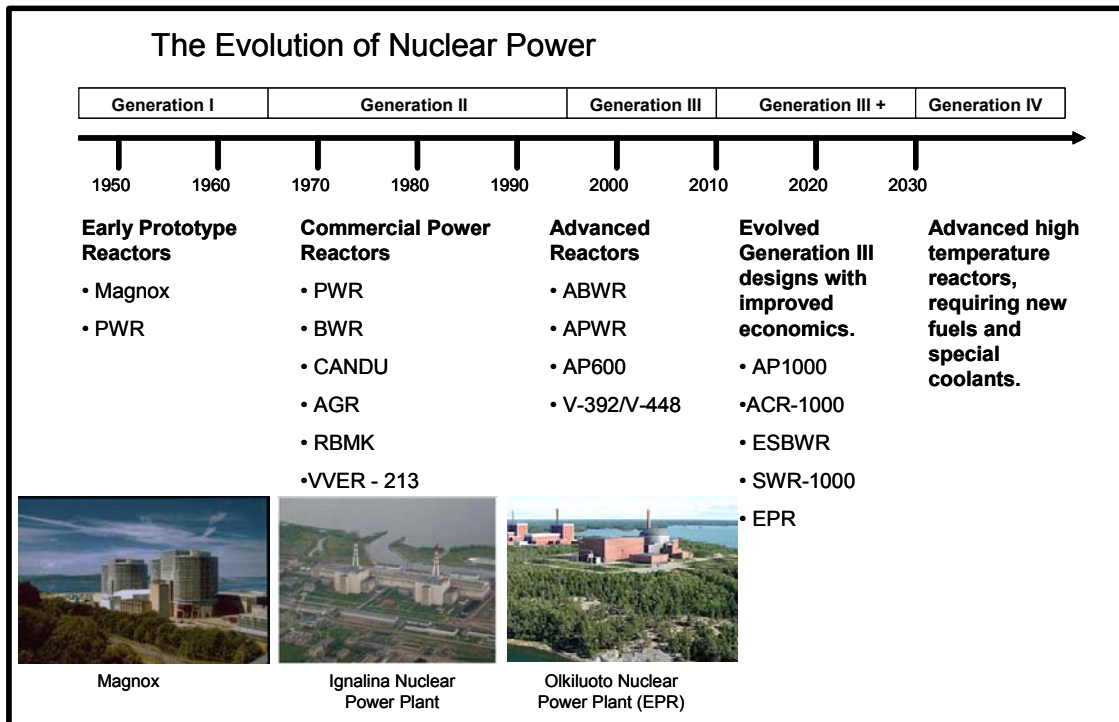 The Evolution of Nuclear Power
Generation I
Generation II
Generation III
Generation III +
Generation IV
1950
1960
1970
1980
1990
2000
2010
2020
2030
Early Prototype
Reactors
• Magnox
• PWR
Commercial Power
Reactors
• PWR
• BWR
• CANDU
• AGR
• RBMK
•VVER - 213
Advanced
Reactors
• ABWR
• APWR
• AP600
• V-392/V-448
Evolved
Generation III
designs with
improved
economics.
• AP1000
•ACR-1000
• ESBWR
• SWR-1000
• EPR
Advanced high
temperature
reactors,
requiring new
fuels and
special
coolants.
Magnox
Ignalina Nuclear
Power Plant
Olkiluoto Nuclear
Power Plant (EPR)